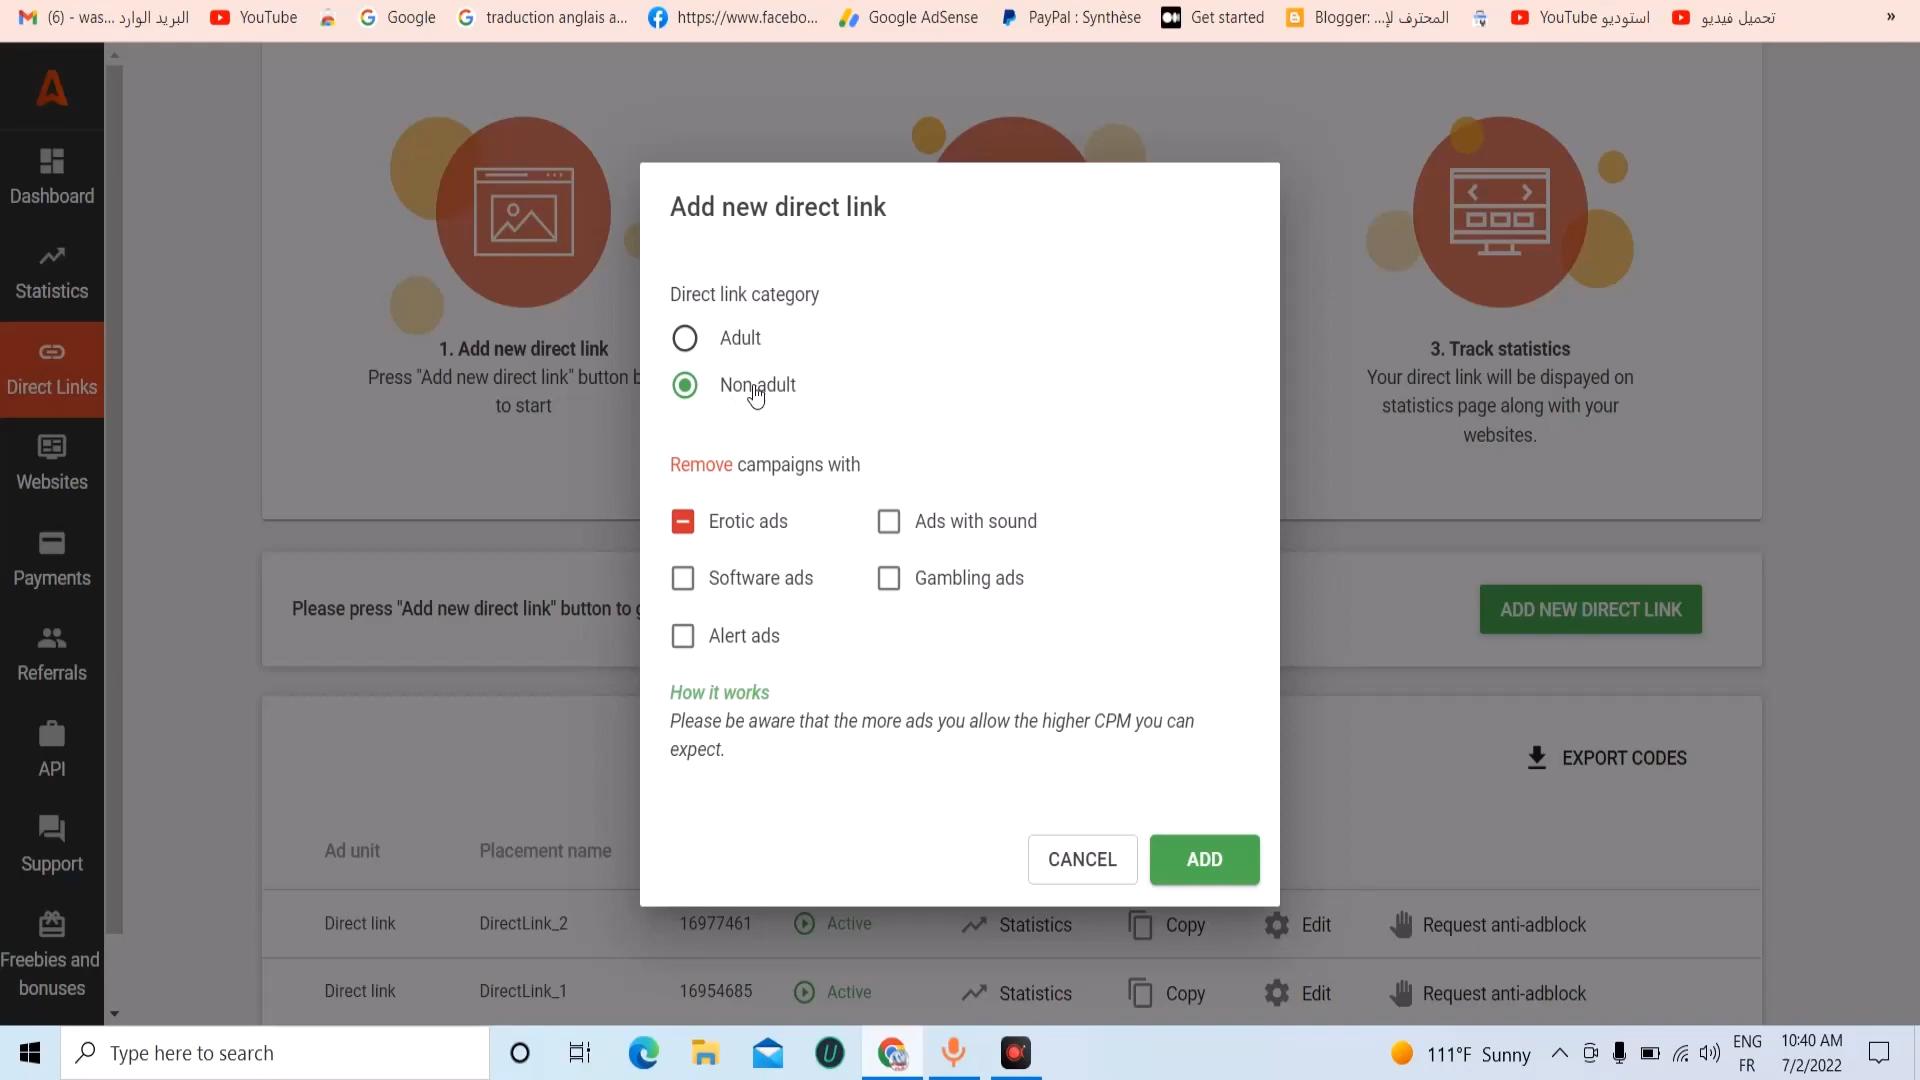 (6) - was... البريد الوارد
YouTube
Google
traduction anglais a...
https://www.facebo...
Google AdSense
PayPal : Synthèse
Get started
Blogger: ...المحترف لإ
YouTube استوديو
تحميل فيديو
»
Dashboard
Statistics
Direct Links
Websites
Payments
Referrals
API
Support
Freebies and
bonuses
1. Add new direct link
Press "Add new direct link" button b
to start
3. Track statistics
Your direct link will be dispayed on
statistics page along with your
websites.
Add new direct link
Direct link category
Adult
Non adult
Remove campaigns with
Erotic ads
Ads with sound
Software ads
Gambling ads
Alert ads
How it works
Please be aware that the more ads you allow the higher CPM you can
expect.
CANCEL
ADD
Please press "Add new direct link" button to g
ADD NEW DIRECT LINK
EXPORT CODES
Ad unit
Placement name
Direct link DirectLink_2 16977461 Active Statistics Copy Edit Request anti-adblock
Direct link DirectLink_1 16954685 Active Statistics Copy Edit Request anti-adblock
Type here to search
111°F Sunny
ENG
FR
10:40 AM
7/2/2022